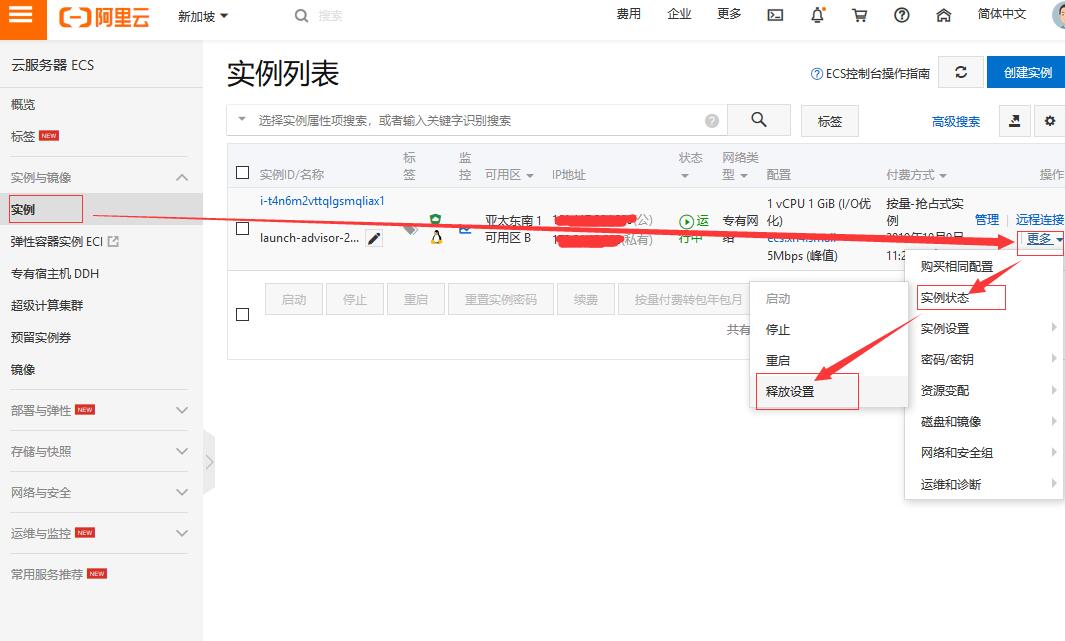 阿里云
新加坡
搜索
费用
企业
更多
简体中文
云服务器 ECS
概览
标签 NEW
实例与镜像
实例
弹性容器实例 ECI
专有宿主机 DDH
超级计算集群
预留实例券
镜像
部署与弹性 NEW
存储与快照
网络与安全
运维与监控 NEW
常用服务推荐 NEW
实例列表
ECS控制台操作指南
创建实例
选择实例属性项搜索，或者输入关键字识别搜索
标签
高级搜索
实例ID/名称
标签
监控
可用区
IP地址
状态
网络类型
配置
付费方式
操作
i-t4n6m2vttqlgsmqliax1
launch-advisor-2...
亚太东南 1
可用区 B
(公)
(私有)
运行中
专有网络
1 vCPU 1 GiB (I/O优化)
5Mbps (峰值)
按量-抢占式实例
11:2
管理
远程连接
更多
启动
停止
重启
重置实例密码
续费
按量付费转包年包月
共有
启动
停止
重启
释放设置
购买相同配置
实例状态
实例设置
密码/密钥
资源变配
磁盘和镜像
网络和安全组
运维和诊断